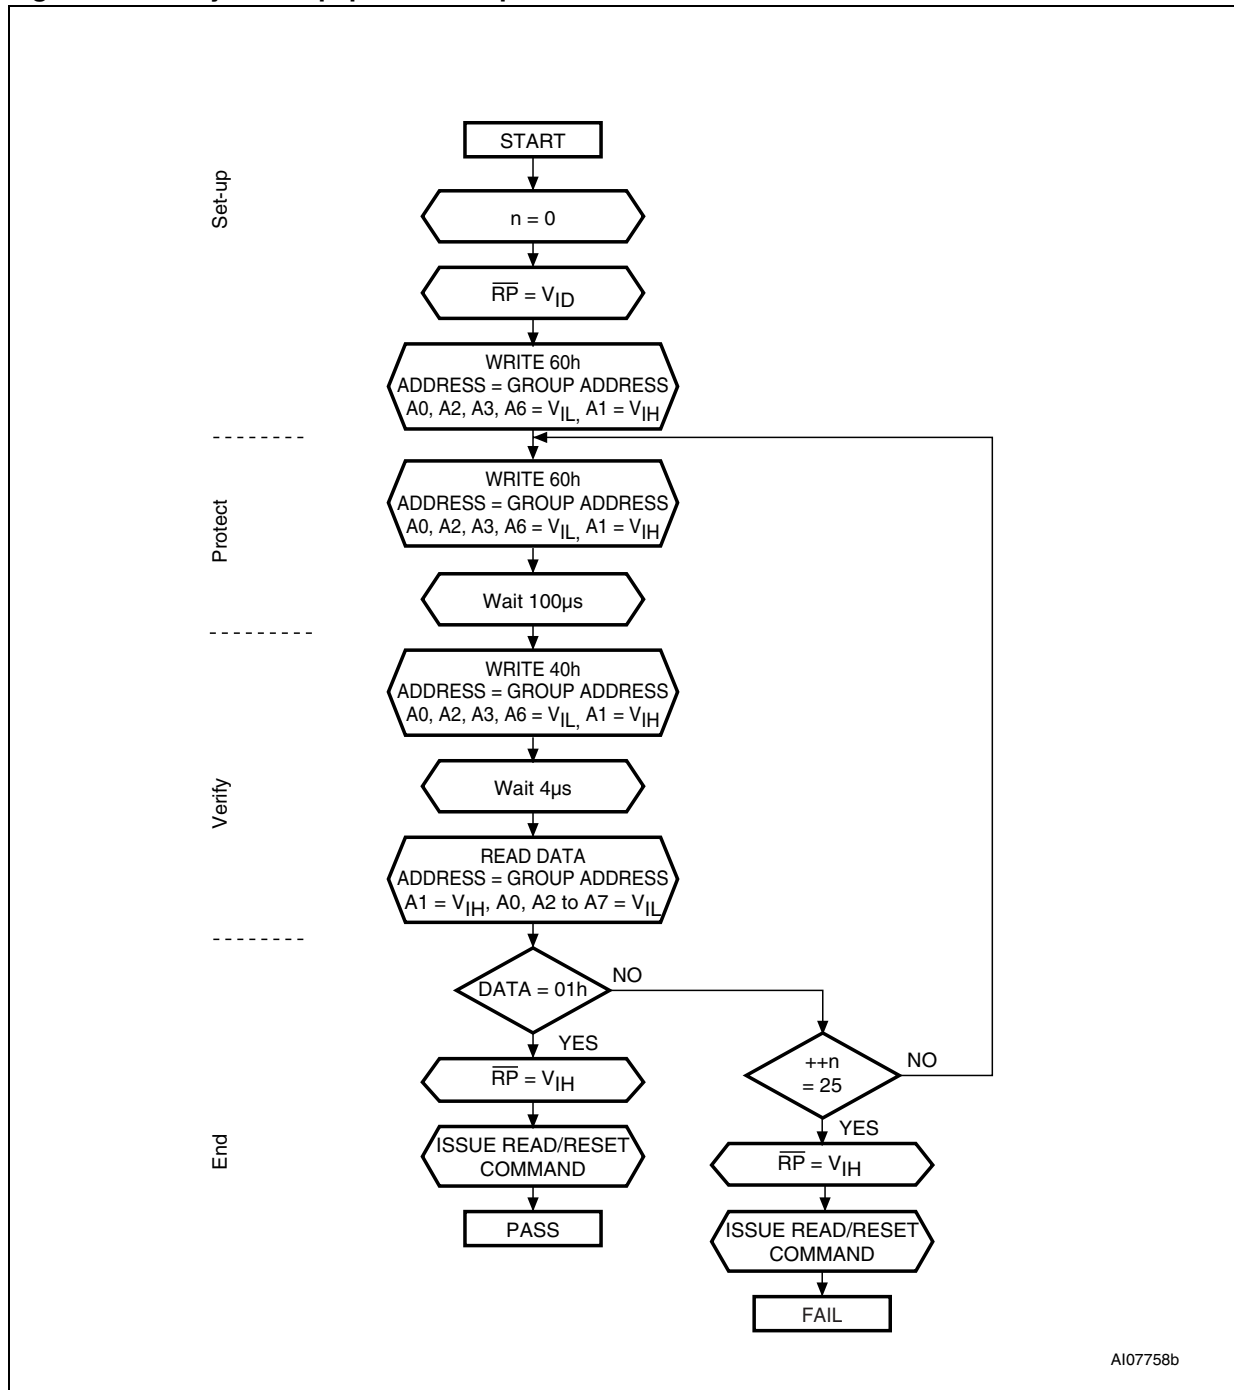 START
Set-up
n = 0
RP = VID
WRITE 60h
ADDRESS = GROUP ADDRESS
A0, A2, A3, A6 = VIL, A1 = VIH
Protect
WRITE 60h
ADDRESS = GROUP ADDRESS
A0, A2, A3, A6 = VIL, A1 = VIH
Wait 100µs
WRITE 40h
ADDRESS = GROUP ADDRESS
A0, A2, A3, A6 = VIL, A1 = VIH
Verify
Wait 4µs
READ DATA
ADDRESS = GROUP ADDRESS
A1 = VIH, A0, A2 to A7 = VIL
DATA = 01h
NO
YES
++n
= 25
NO
YES
End
RP = VIH
ISSUE READ/RESET
COMMAND
PASS
RP = VIH
ISSUE READ/RESET
COMMAND
FAIL
AI07758b